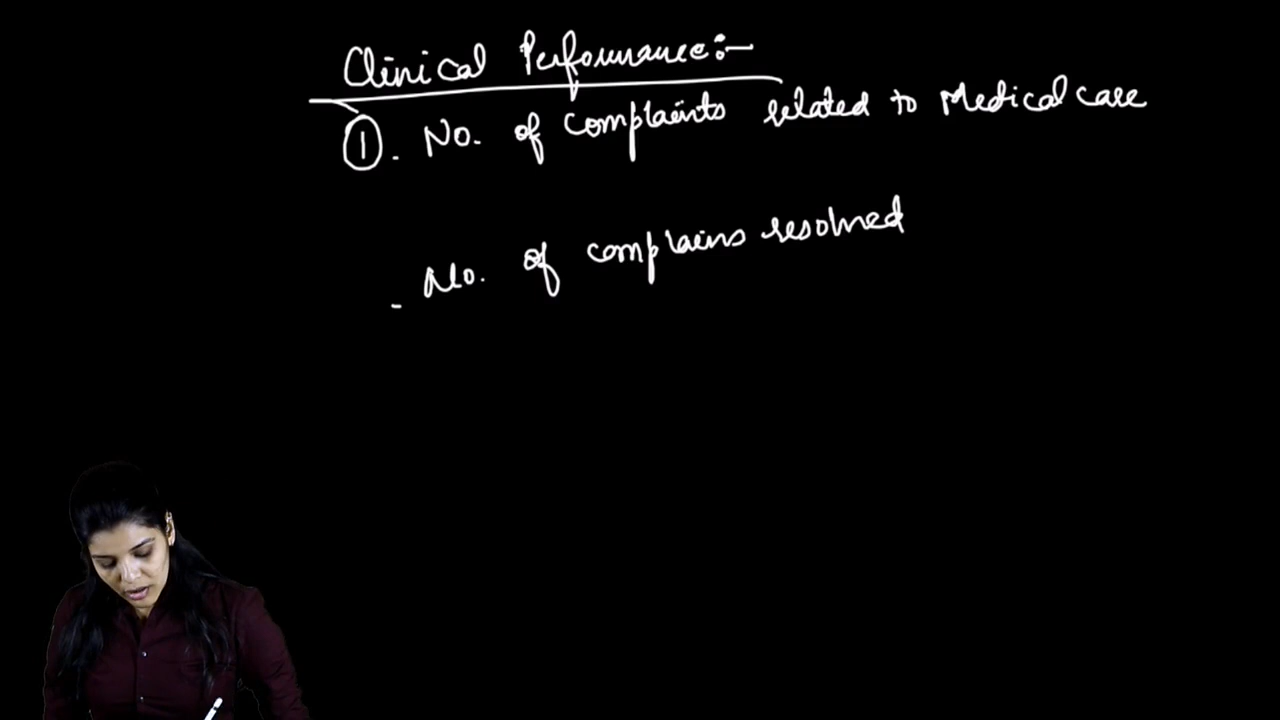 Clinical Performance:-
①. No. of complaints related to Medical care
- No. of complains resolved